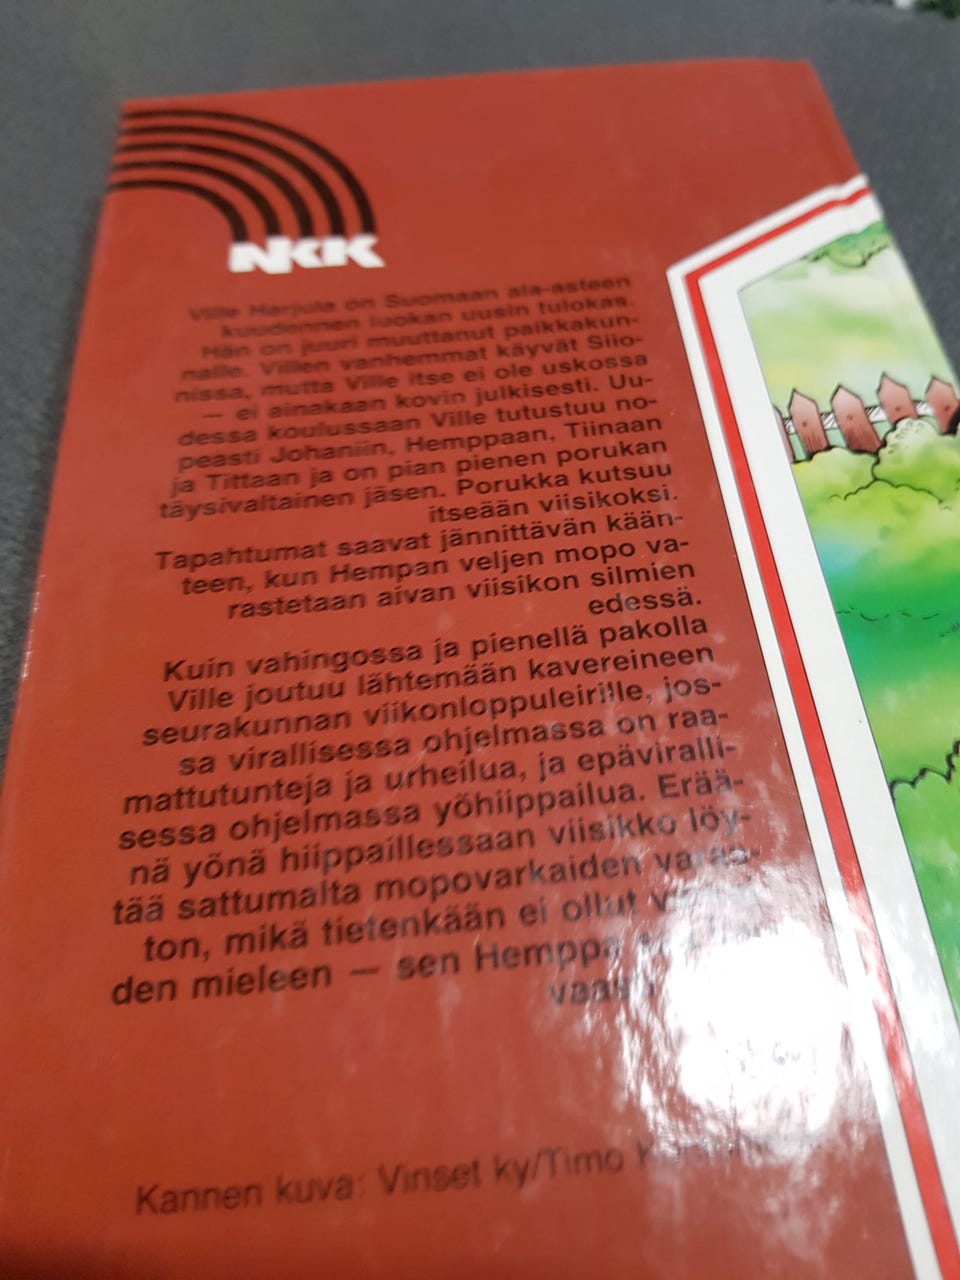 NKK
Ville Harjula on Suomaan ala-asteen
kuudennen luokan uusin tulokas.
Hän on juuri muuttanut paikkakun-
nalle. Villen vanhemmat käyvät Siio-
nissa, mutta Ville itse ei ole uskossa
— ei ainakaan kovin julkisesti. Uu-
dessa koulussaan Ville tutustuu no-
peasti Johaniin, Hemppaan, Tiinaan
ja Tittaan ja on pian pienen porukan
täysivaltainen jäsen. Porukka kutsuu
itseään viisikoksi.
Tapahtumat saavat jännittävän kään-
teen, kun Hempan veljen mopo va-
rastetaan aivan viisikon silmien
edessä.
Kuin vahingossa ja pienellä pakolla
Ville joutuu lähtemään kavereineen
seurakunnan viikonloppuleirille, jos-
sa virallisessa ohjelmassa on raa-
mattutunteja ja urheilua, ja epäviralli-
sessa ohjelmassa yöhiippailua. Erää-
nä yönä hiippaillessaan viisikko löy-
tää sattumalta mopovarkaiden varas-
ton, mikä tietenkään ei ollut
den mieleen — sen Hemppa
Kannen kuva: Vinset ky/Timo